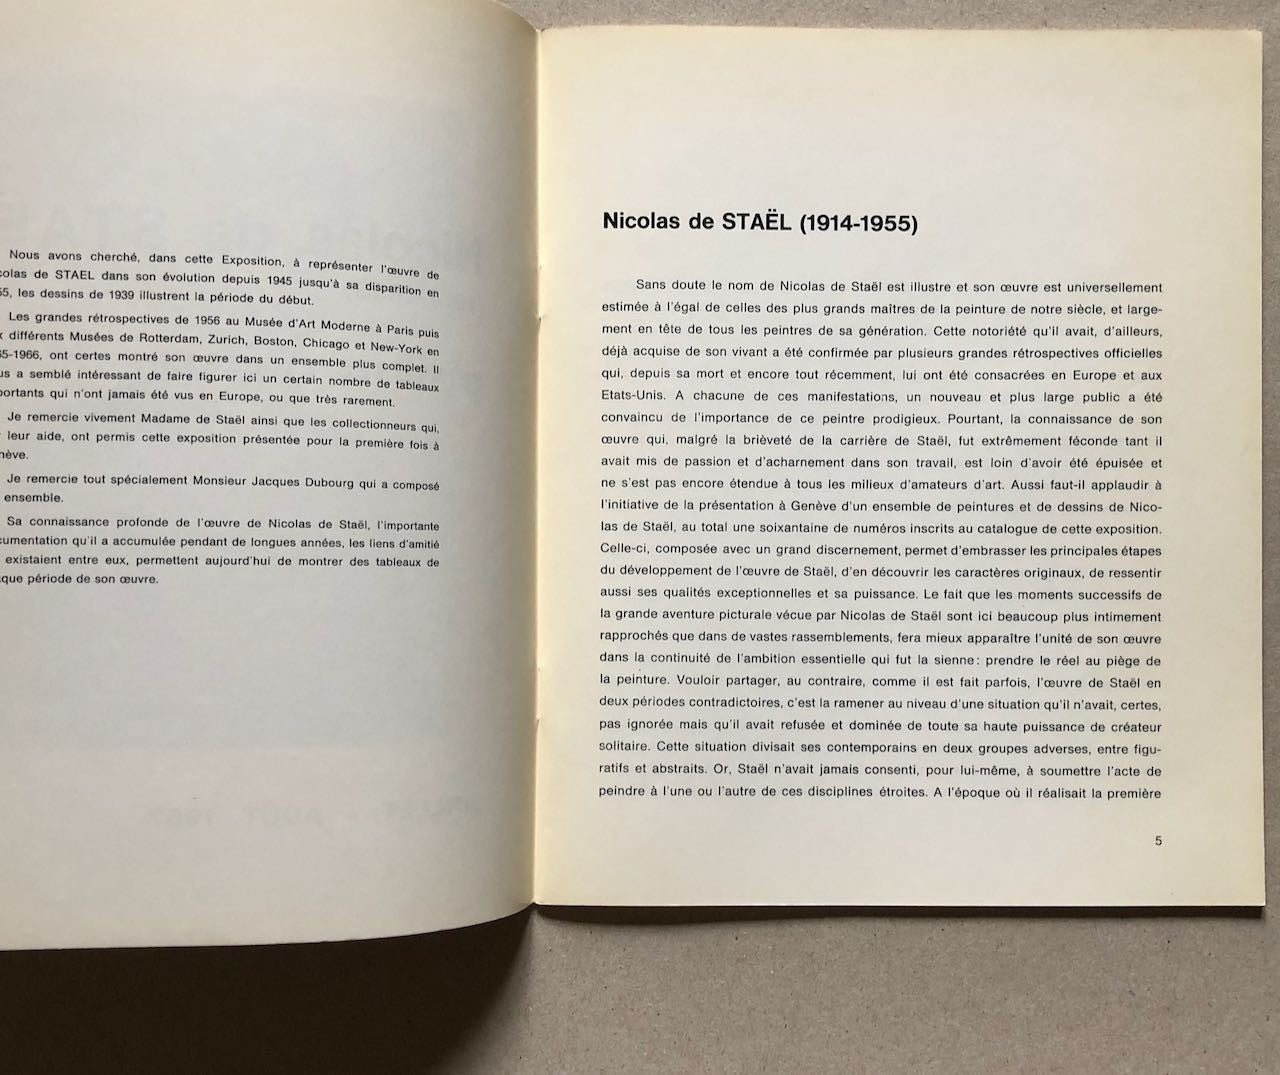 Nous avons cherché, dans cette Exposition, à représenter l'œuvre de
colas de STAEL dans son évolution depuis 1945 jusqu'à sa disparition en
55, les dessins de 1939 illustrent la période du début.
Les grandes rétrospectives de 1956 au Musée d'Art Moderne à Paris puis
x différents Musées de Rotterdam, Zurich, Boston, Chicago et New-York en
65-1966, ont certes montré son œuvre dans un ensemble plus complet. Il
us a semblé intéressant de faire figurer ici un certain nombre de tableaux
portants qui n'ont jamais été vus en Europe, ou que très rarement.
Je remercie vivement Madame de Staël ainsi que les collectionneurs qui,
leur aide, ont permis cette exposition présentée pour la première fois à
nève.
Je remercie tout spécialement Monsieur Jacques Dubourg qui a composé
ensemble.
Sa connaissance profonde de l'œuvre de Nicolas de Staël, l'importante
cumentation qu'il a accumulée pendant de longues années, les liens d'amitié
existaient entre eux, permettent aujourd'hui de montrer des tableaux de
aque période de son œuvre.
Nicolas de STAËL (1914-1955)
Sans doute le nom de Nicolas de Staël est illustre et son œuvre est universellement
estimée à l'égal de celles des plus grands maîtres de la peinture de notre siècle, et large-
ment en tête de tous les peintres de sa génération. Cette notoriété qu'il avait, d'ailleurs,
déjà acquise de son vivant a été confirmée par plusieurs grandes rétrospectives officielles
qui, depuis sa mort et encore tout récemment, lui ont été consacrées en Europe et aux
Etats-Unis. A chacune de ces manifestations, un nouveau et plus large public a été
convaincu de l'importance de ce peintre prodigieux. Pourtant, la connaissance de son
œuvre qui, malgré la brièveté de la carrière de Staël, fut extrêmement féconde tant il
avait mis de passion et d'acharnement dans son travail, est loin d'avoir été épuisée et
ne s'est pas encore étendue à tous les milieux d'amateurs d'art. Aussi faut-il applaudir à
l'initiative de la présentation à Genève d'un ensemble de peintures et de dessins de Nico-
las de Staël, au total une soixantaine de numéros inscrits au catalogue de cette exposition.
Celle-ci, composée avec un grand discernement, permet d'embrasser les principales étapes
du développement de l'œuvre de Staël, d'en découvrir les caractères originaux, de ressentir
aussi ses qualités exceptionnelles et sa puissance. Le fait que les moments successifs de
la grande aventure picturale vécue par Nicolas de Staël sont ici beaucoup plus intimement
rapprochés que dans de vastes rassemblements, fera mieux apparaître l'unité de son œuvre
dans la continuité de l'ambition essentielle qui fut la sienne: prendre le réel au piège de
la peinture. Vouloir partager, au contraire, comme il est fait parfois, l'œuvre de Staël en
deux périodes contradictoires, c'est la ramener au niveau d'une situation qu'il n'avait, certes,
pas ignorée mais qu'il avait refusée et dominée de toute sa haute puissance de créateur
solitaire. Cette situation divisait ses contemporains en deux groupes adverses, entre figu-
ratifs et abstraits. Or, Staël n'avait jamais consenti, pour lui-même, à soumettre l'acte de
peindre à l'une ou l'autre de ces disciplines étroites. A l'époque où il réalisait la première
5